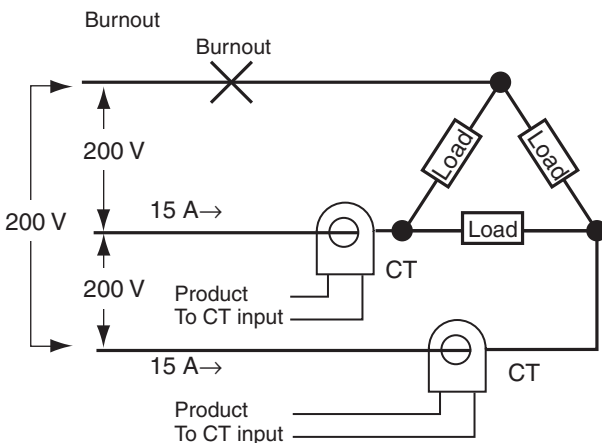 Burnout
Burnout
200 V
Load
Load
15 A→
200 V
Load
CT
200 V
Product
To CT input
15 A→
CT
Product
To CT input